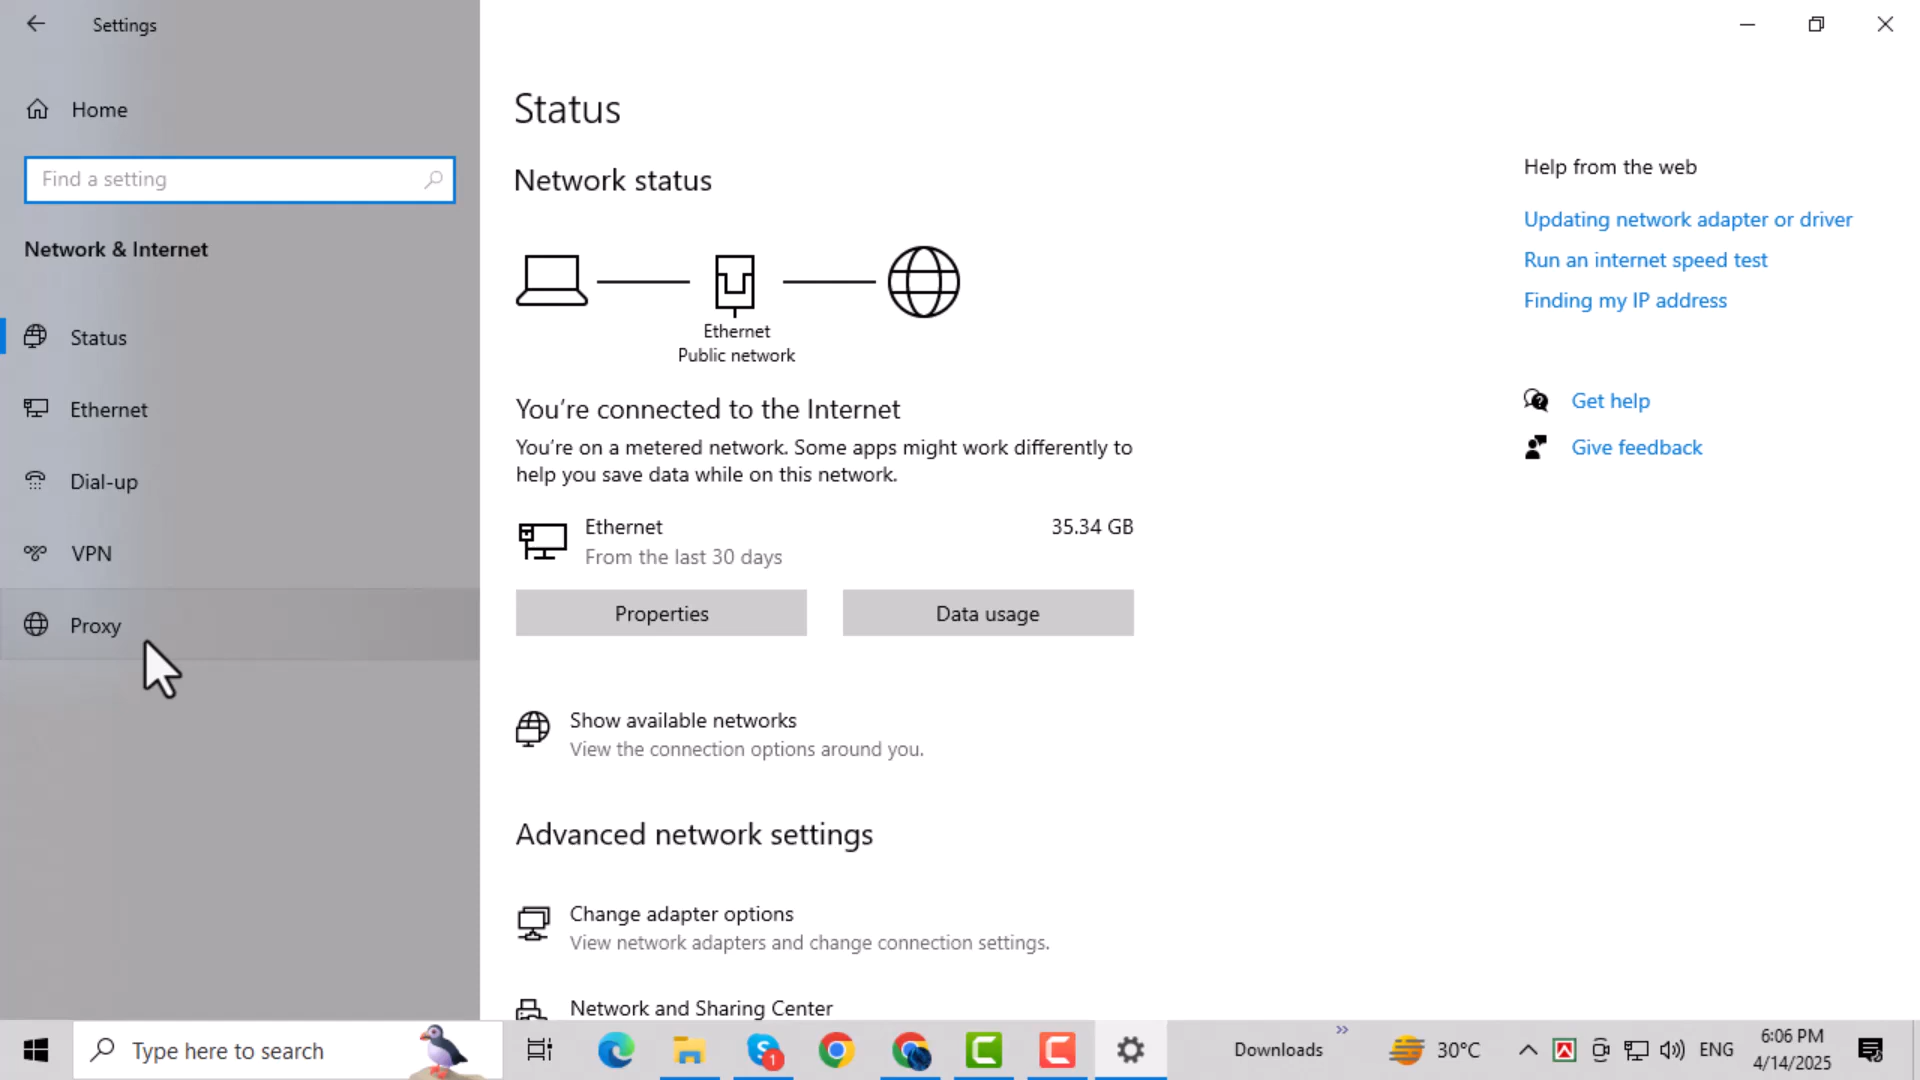 Settings
Home
Find a setting
Network & Internet
Status
Ethernet
Dial-up
VPN
Proxy
Status
Network status
Ethernet
Public network
You're connected to the Internet
You're on a metered network. Some apps might work differently to
help you save data while on this network.
Ethernet
35.34 GB
From the last 30 days
Properties
Data usage
Show available networks
View the connection options around you.
Advanced network settings
Change adapter options
View network adapters and change connection settings.
Network and Sharing Center
Help from the web
Updating network adapter or driver
Run an internet speed test
Finding my IP address
Get help
Give feedback
Type here to search
1
Downloads
30°C
ENG
6:06 PM
4/14/2025